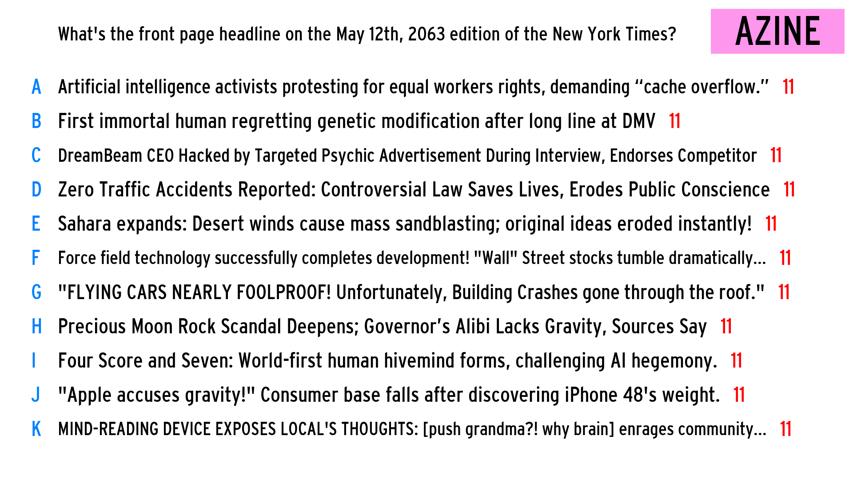 What's the front page headline on the May 12th, 2063 edition of the New York Times?
AZINE
A Artificial intelligence activists protesting for equal workers rights, demanding “cache overflow.” 11
B First immortal human regretting genetic modification after long line at DMV 11
C DreamBeam CEO Hacked by Targeted Psychic Advertisement During Interview, Endorses Competitor 11
D Zero Traffic Accidents Reported: Controversial Law Saves Lives, Erodes Public Conscience 11
E Sahara expands: Desert winds cause mass sandblasting; original ideas eroded instantly! 11
F Force field technology successfully completes development! "Wall" Street stocks tumble dramatically... 11
G "FLYING CARS NEARLY FOOLPROOF! Unfortunately, Building Crashes gone through the roof." 11
H Precious Moon Rock Scandal Deepens; Governor’s Alibi Lacks Gravity, Sources Say 11
I Four Score and Seven: World-first human hivemind forms, challenging AI hegemony. 11
J "Apple accuses gravity!" Consumer base falls after discovering iPhone 48's weight. 11
K MIND-READING DEVICE EXPOSES LOCAL'S THOUGHTS: [push grandma?! why brain] enrages community... 11